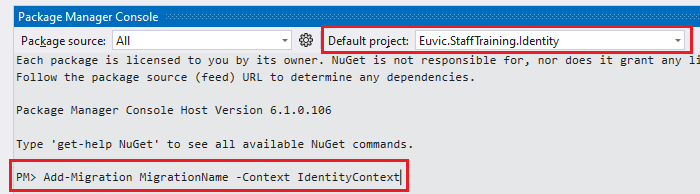 Package Manager Console
Package source: All Default project: Euvic.StaffTraining.Identity
Each package is licensed to you by its owner. NuGet is not responsible for, nor does it grant any li
Follow the package source (feed) URL to determine any dependencies.
Package Manager Console Host Version 6.1.0.106
Type 'get-help NuGet' to see all available NuGet commands.
PM> Add-Migration MigrationName -Context IdentityContext